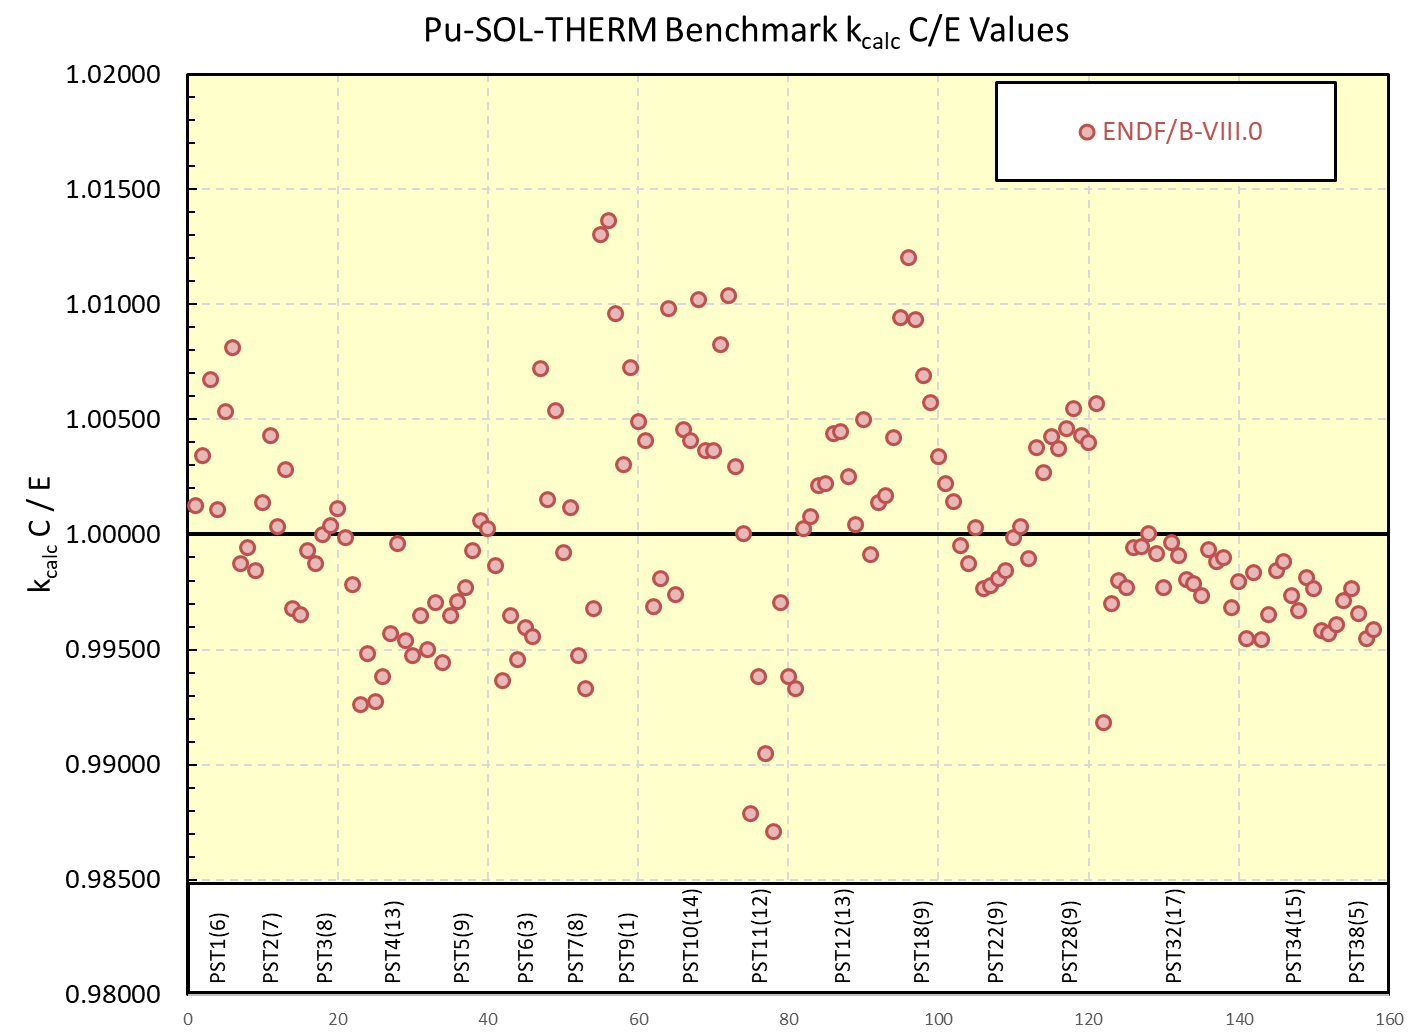 Pu-SOL-THERM Benchmark kcalc C/E Values
ENDF/B-VIII.0
kcalc C / E
1.02000
1.01500
1.01000
1.00500
1.00000
0.99500
0.99000
0.98500
0.98000
PST1(6) PST2(7) PST3(8) PST4(13) PST5(9) PST6(3) PST7(8) PST9(1) PST10(14) PST11(12) PST12(13) PST18(9) PST22(9) PST28(9) PST32(17) PST34(15) PST38(5)
0 20 40 60 80 100 120 140 160